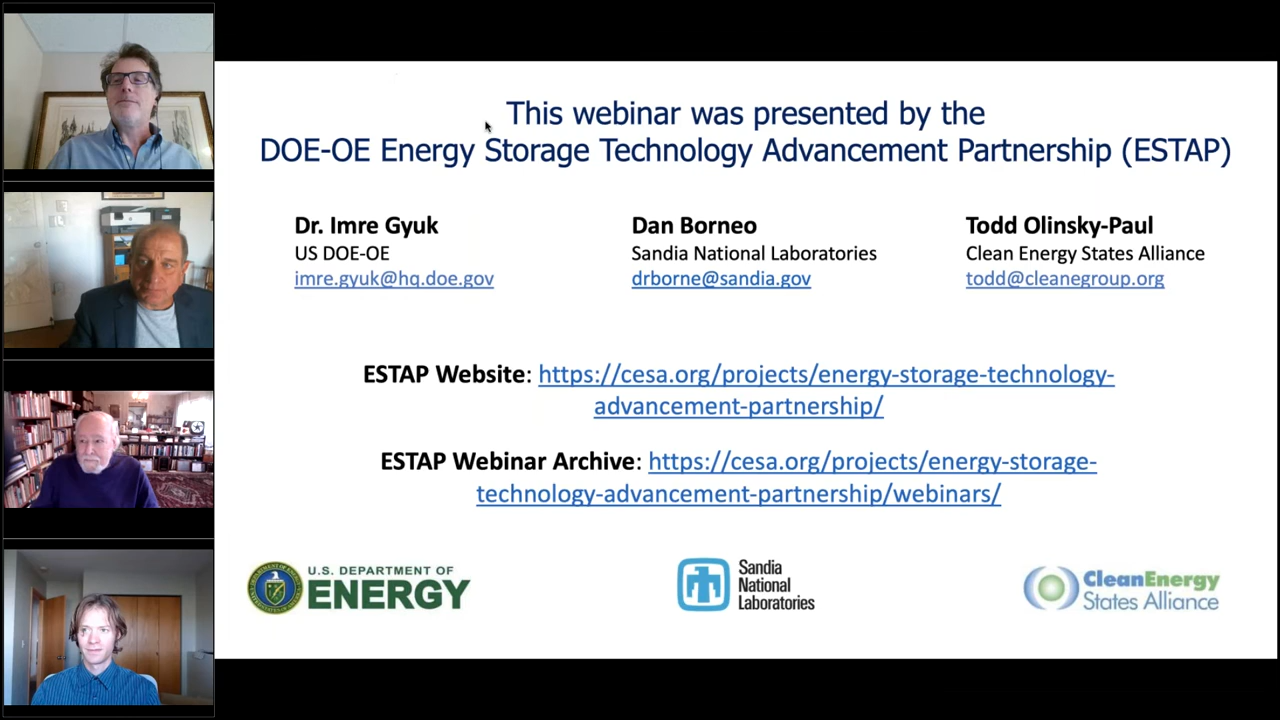 This webinar was presented by the
DOE-OE Energy Storage Technology Advancement Partnership (ESTAP)
Dr. Imre Gyuk
US DOE-OE
imre.gyuk@hq.doe.gov
Dan Borneo
Sandia National Laboratories
drborne@sandia.gov
Todd Olinsky-Paul
Clean Energy States Alliance
todd@cleanegroup.org
ESTAP Website: https://cesa.org/projects/energy-storage-technology-
advancement-partnership/
ESTAP Webinar Archive: https://cesa.org/projects/energy-storage-
technology-advancement-partnership/webinars/
U.S. DEPARTMENT OF
ENERGY
Sandia
National
Laboratories
CleanEnergy
States Alliance